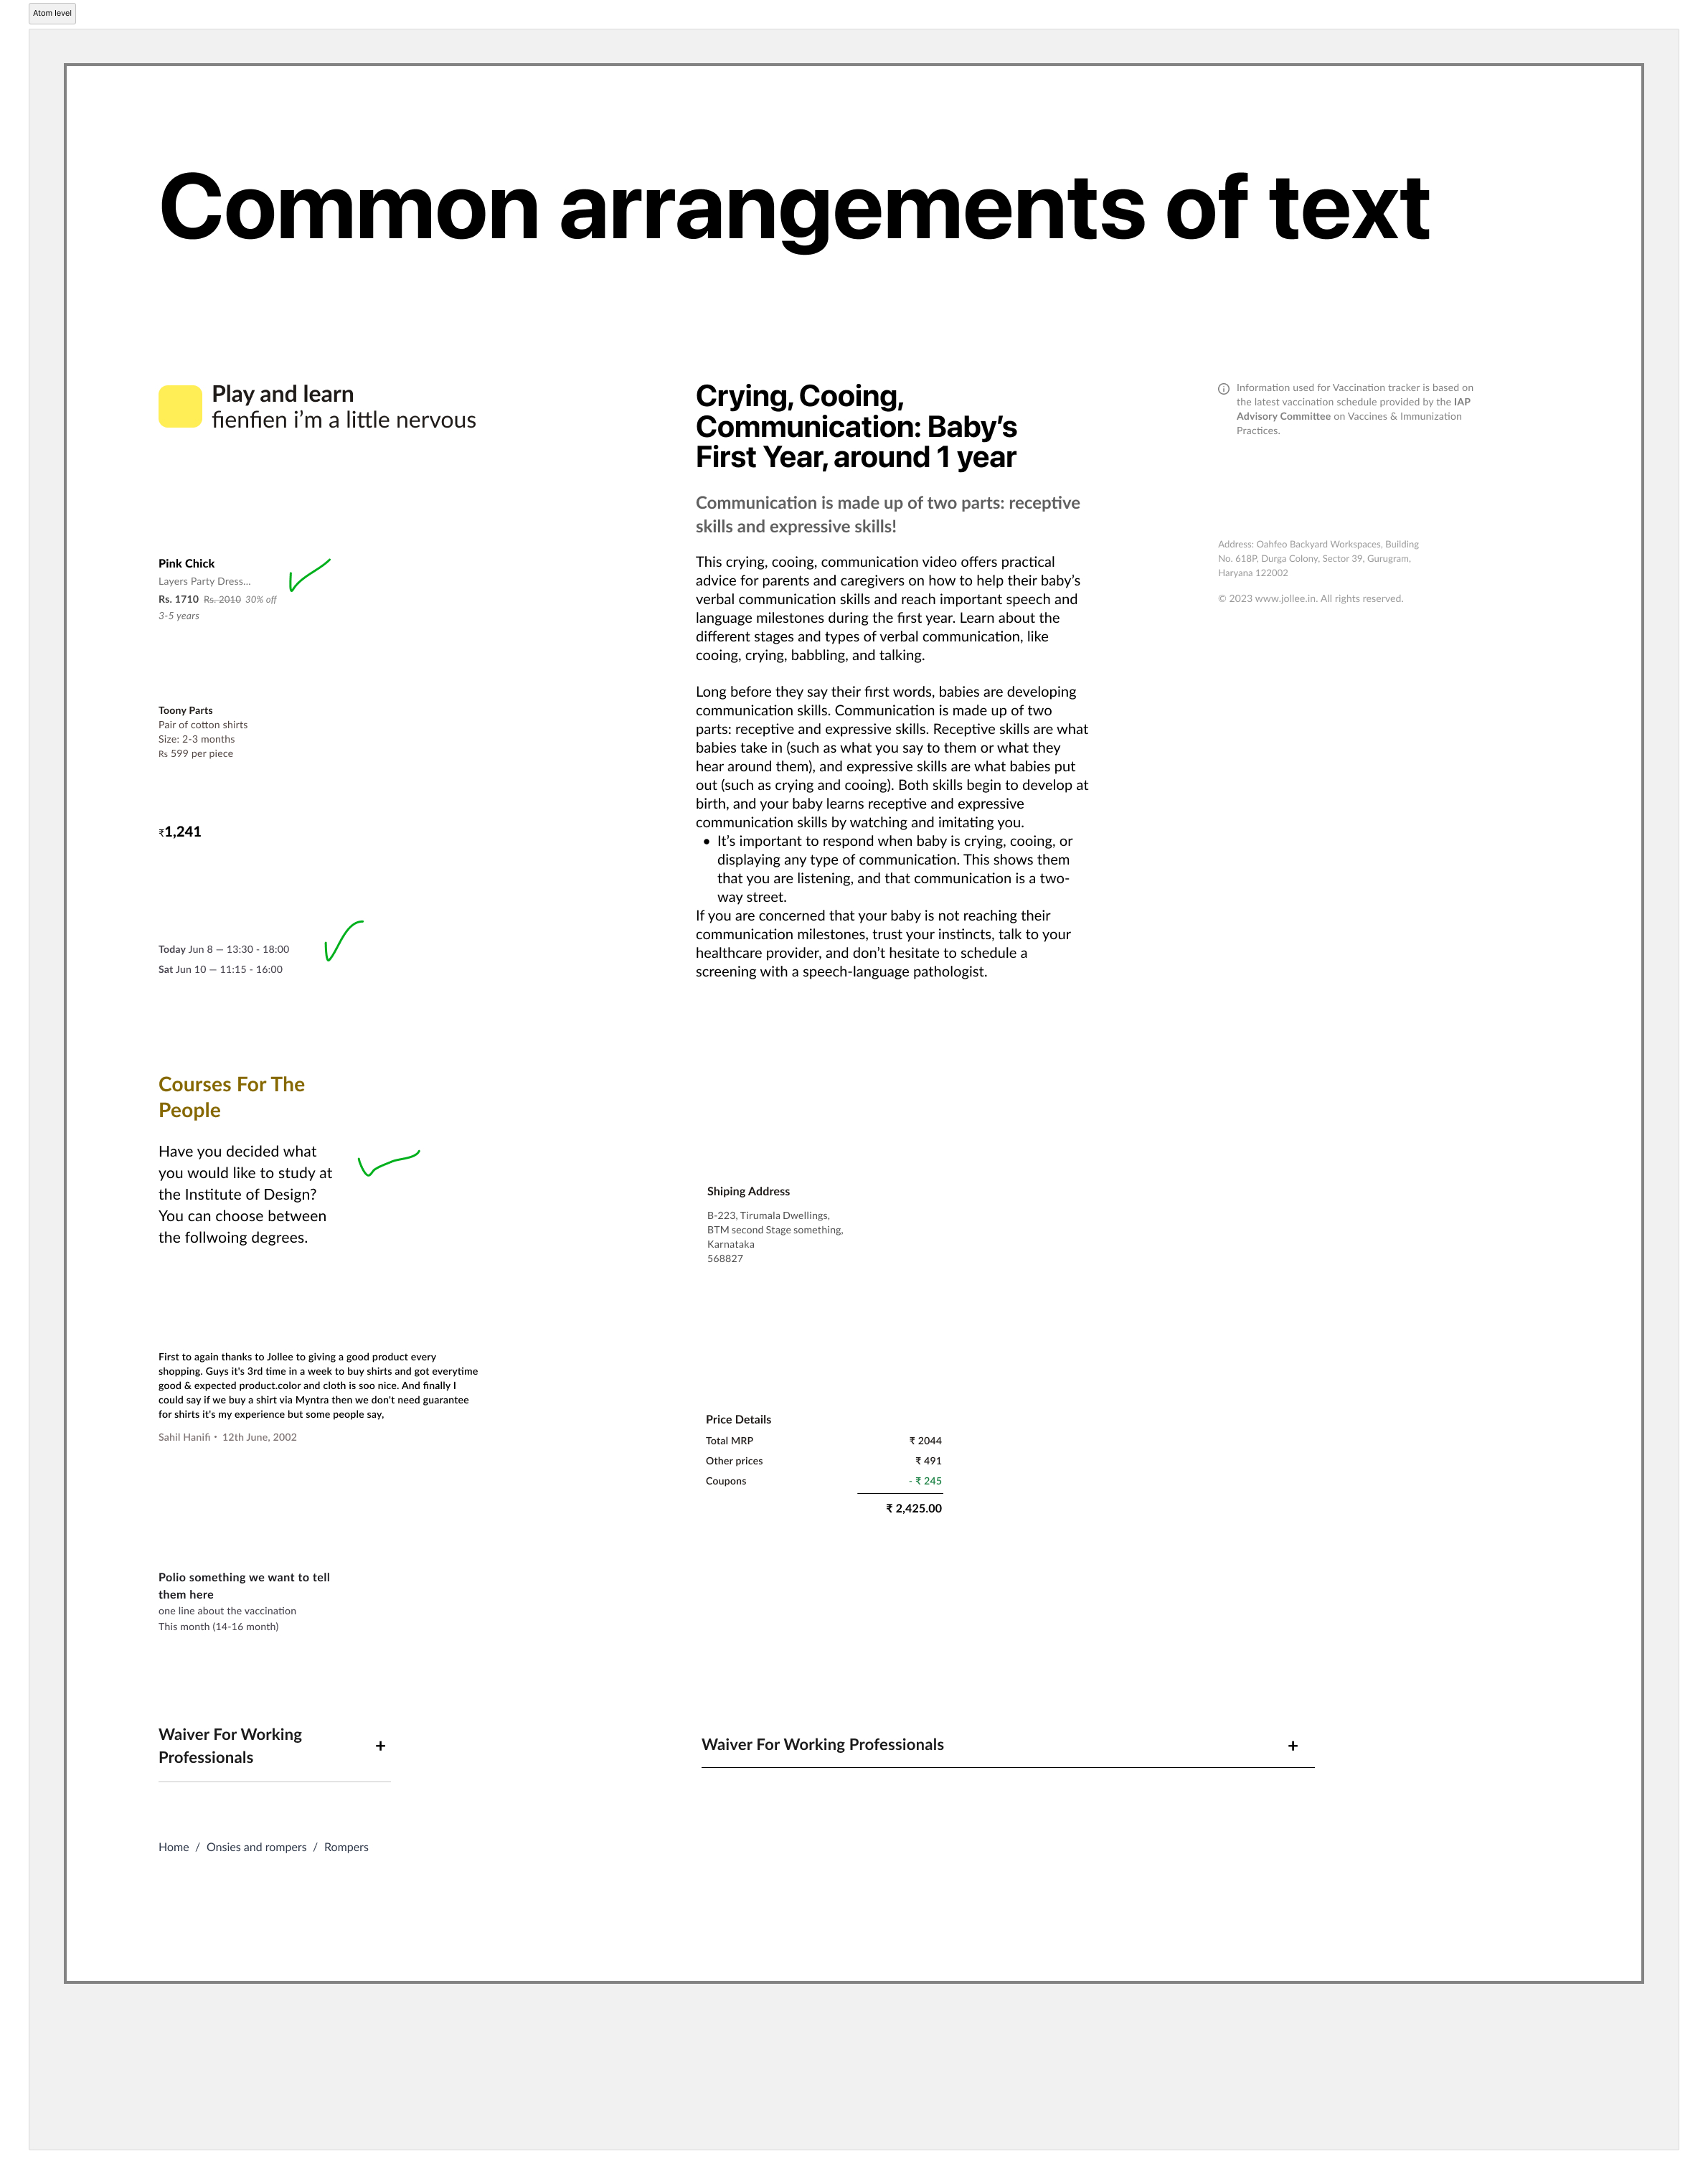 Atom level
Common arrangements of text
Play and learn
fienfien i’m a little nervous
Pink Chick
Layers Party Dress...
Rs. 1710 Rs. 2010 30% off
3-5 years
Toony Parts
Pair of cotton shirts
Size: 2-3 months
Rs 599 per piece
₹1,241
Today Jun 8 — 13:30 - 18:00
Sat Jun 10 — 11:15 - 16:00
Courses For The
People
Have you decided what
you would like to study at
the Institute of Design?
You can choose between
the follwoing degrees.
First to again thanks to Jollee to giving a good product every
shopping. Guys it's 3rd time in a week to buy shirts and got everytime
good & expected product.color and cloth is soo nice. And finally I
could say if we buy a shirt via Myntra then we don't need guarantee
for shirts it's my experience but some people say,
Sahil Hanifi • 12th June, 2002
Polio something we want to tell
them here
one line about the vaccination
This month (14-16 month)
Waiver For Working
Professionals
+
Home / Onsies and rompers / Rompers
Crying, Cooing,
Communication: Baby’s
First Year, around 1 year
Communication is made up of two parts: receptive
skills and expressive skills!
This crying, cooing, communication video offers practical
advice for parents and caregivers on how to help their baby’s
verbal communication skills and reach important speech and
language milestones during the first year. Learn about the
different stages and types of verbal communication, like
cooing, crying, babbling, and talking.
Long before they say their first words, babies are developing
communication skills. Communication is made up of two
parts: receptive and expressive skills. Receptive skills are what
babies take in (such as what you say to them or what they
hear around them), and expressive skills are what babies put
out (such as crying and cooing). Both skills begin to develop at
birth, and your baby learns receptive and expressive
communication skills by watching and imitating you.
• It’s important to respond when baby is crying, cooing, or
displaying any type of communication. This shows them
that you are listening, and that communication is a two-
way street.
If you are concerned that your baby is not reaching their
communication milestones, trust your instincts, talk to your
healthcare provider, and don’t hesitate to schedule a
screening with a speech-language pathologist.
Shiping Address
B-223, Tirumala Dwellings,
BTM second Stage something,
Karnataka
568827
Price Details
Total MRP ₹ 2044
Other prices ₹ 491
Coupons - ₹ 245
₹ 2,425.00
Waiver For Working Professionals +
Information used for Vaccination tracker is based on
the latest vaccination schedule provided by the IAP
Advisory Committee on Vaccines & Immunization
Practices.
Address: Oahfeo Backyard Workspaces, Building
No. 618P, Durga Colony, Sector 39, Gurugram,
Haryana 122002
© 2023 www.jollee.in. All rights reserved.